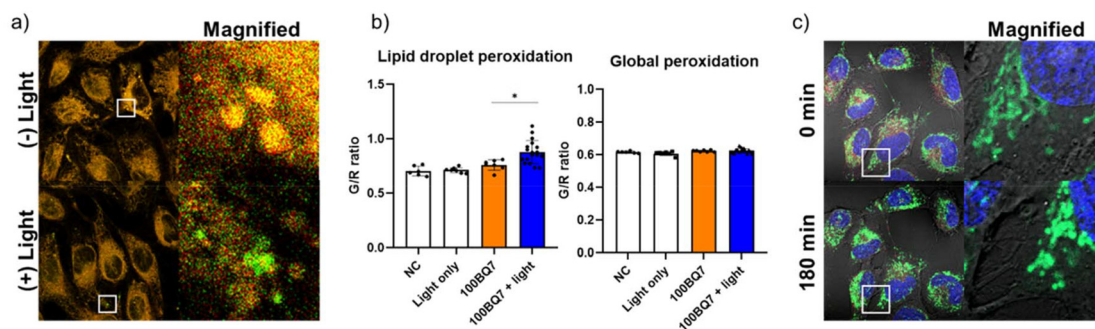 a)
Magnified
(-) Light
(+) Light
b)
Lipid droplet peroxidation
G/R ratio
1.5
1.0
0.5
0.0
*
NC
Light only
100BQ7
100BQ7 + light
Global peroxidation
G/R ratio
1.0
0.8
0.6
0.4
0.2
0.0
NC
Light only
100BQ7
100BQ7 + light
c)
Magnified
0 min
180 min